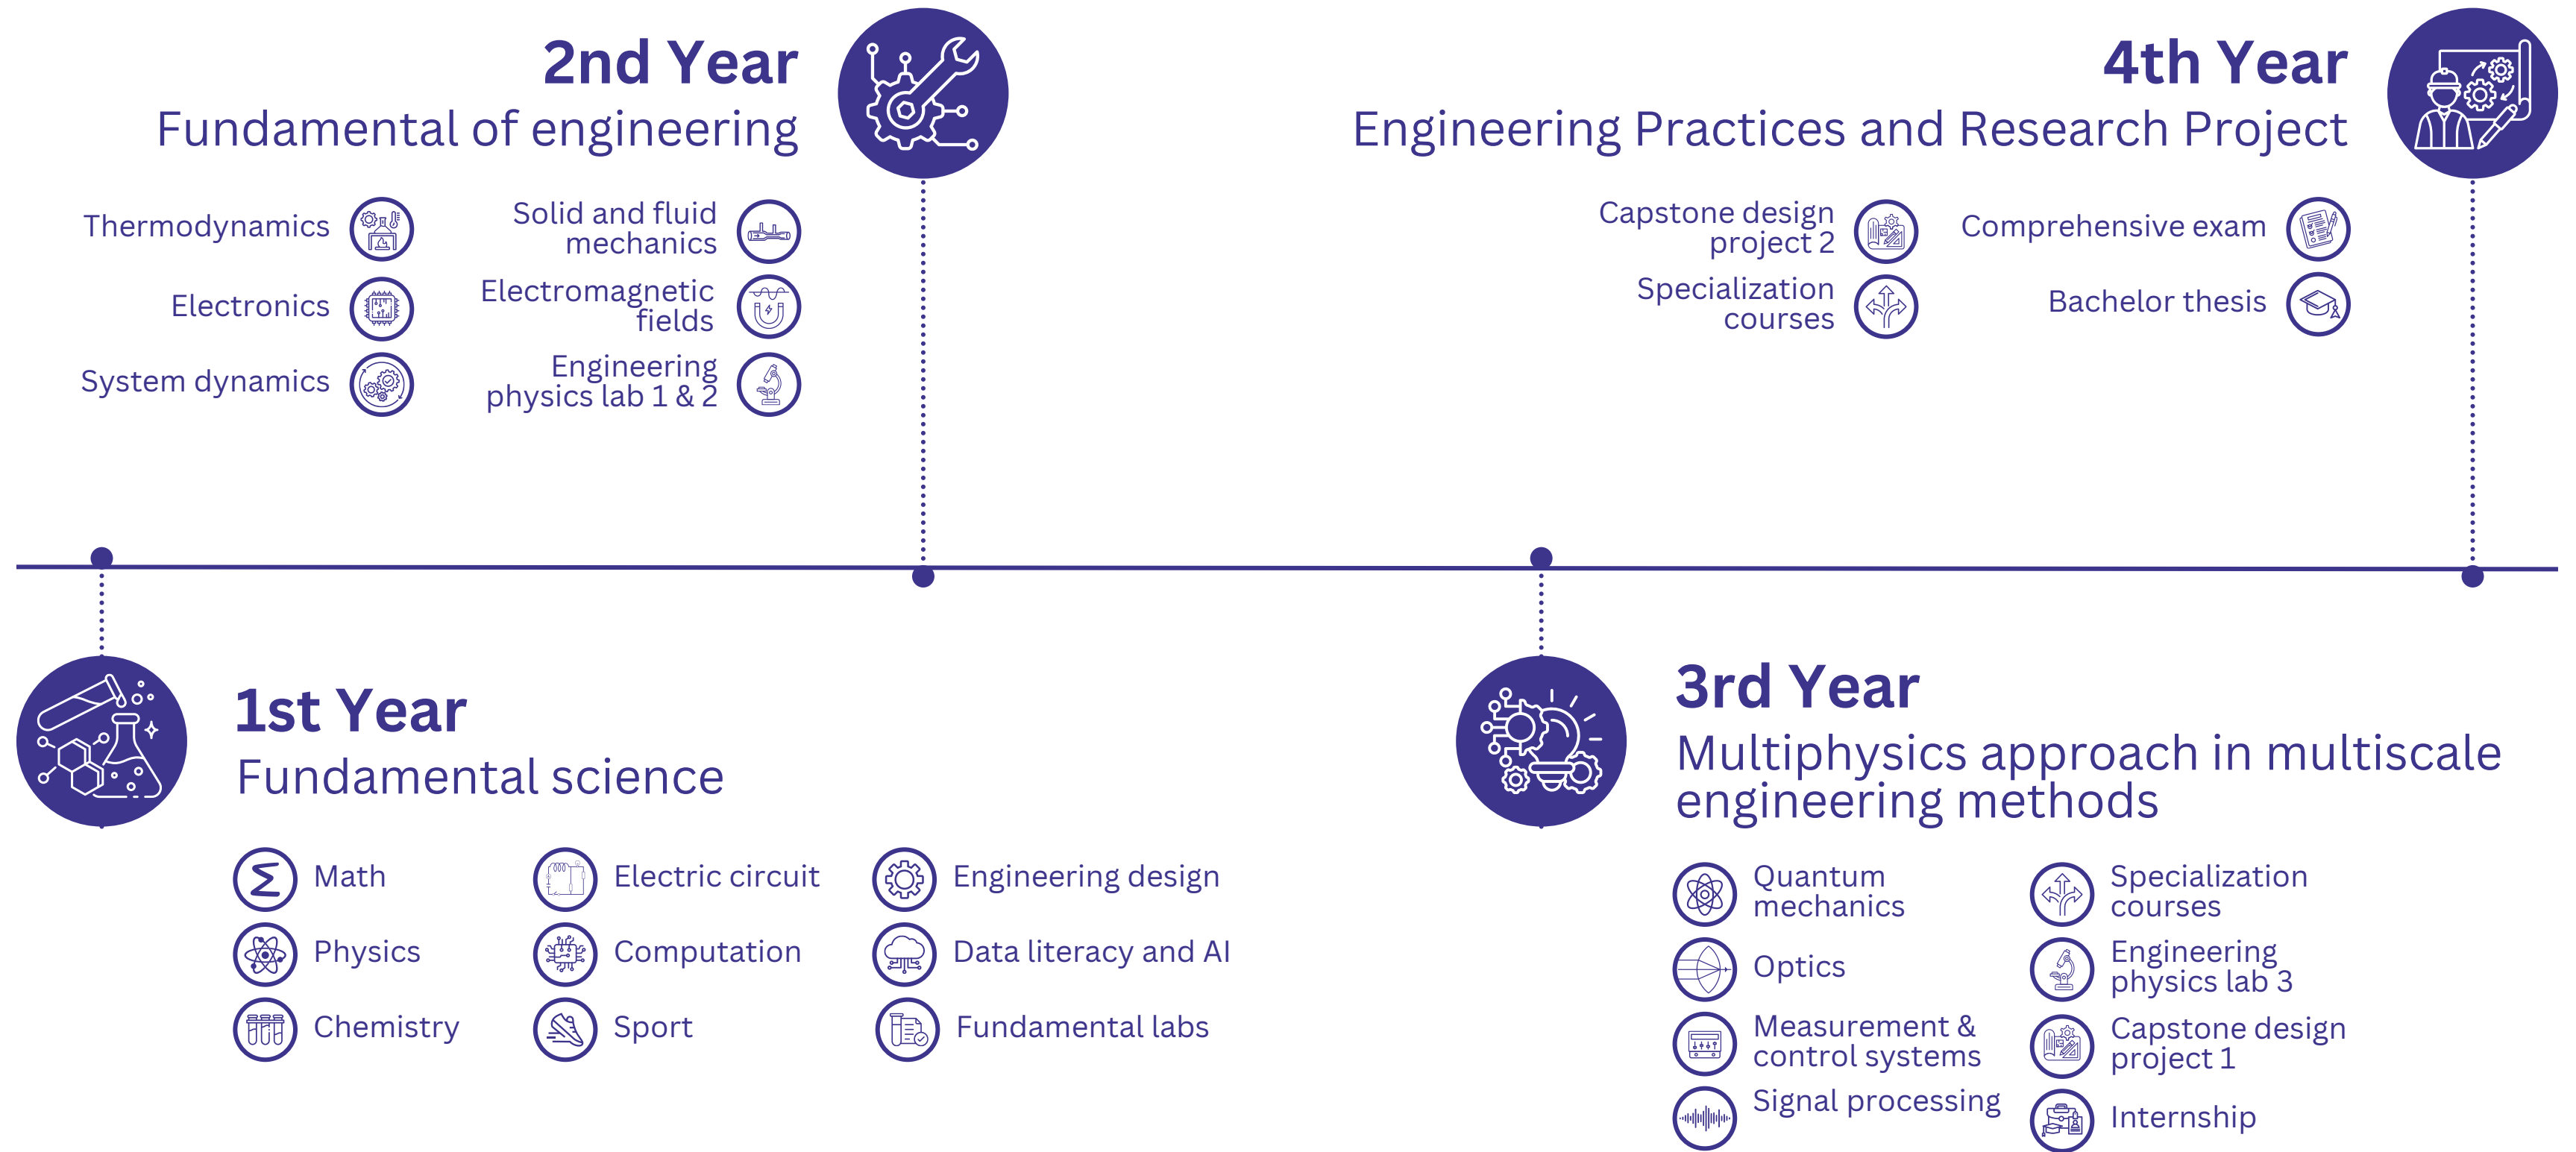 2nd Year
Fundamental of engineering
Thermodynamics
Electronics
System dynamics
Solid and fluid
mechanics
Electromagnetic
fields
Engineering
physics lab 1 & 2
4th Year
Engineering Practices and Research Project
Capstone design
project 2
Specialization
courses
Comprehensive exam
Bachelor thesis
1st Year
Fundamental science
Math
Physics
Chemistry
Electric circuit
Computation
Sport
Engineering design
Data literacy and AI
Fundamental labs
3rd Year
Multiphysics approach in multiscale
engineering methods
Quantum
mechanics
Optics
Measurement &
control systems
Signal processing
Specialization
courses
Engineering
physics lab 3
Capstone design
project 1
Internship